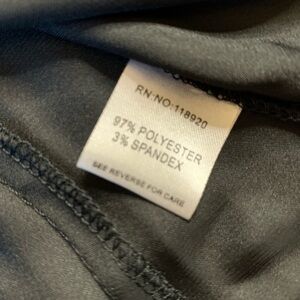 RN:NO:118920
97% POLYESTER
3% SPANDEX
SEE REVERSE FOR CARE